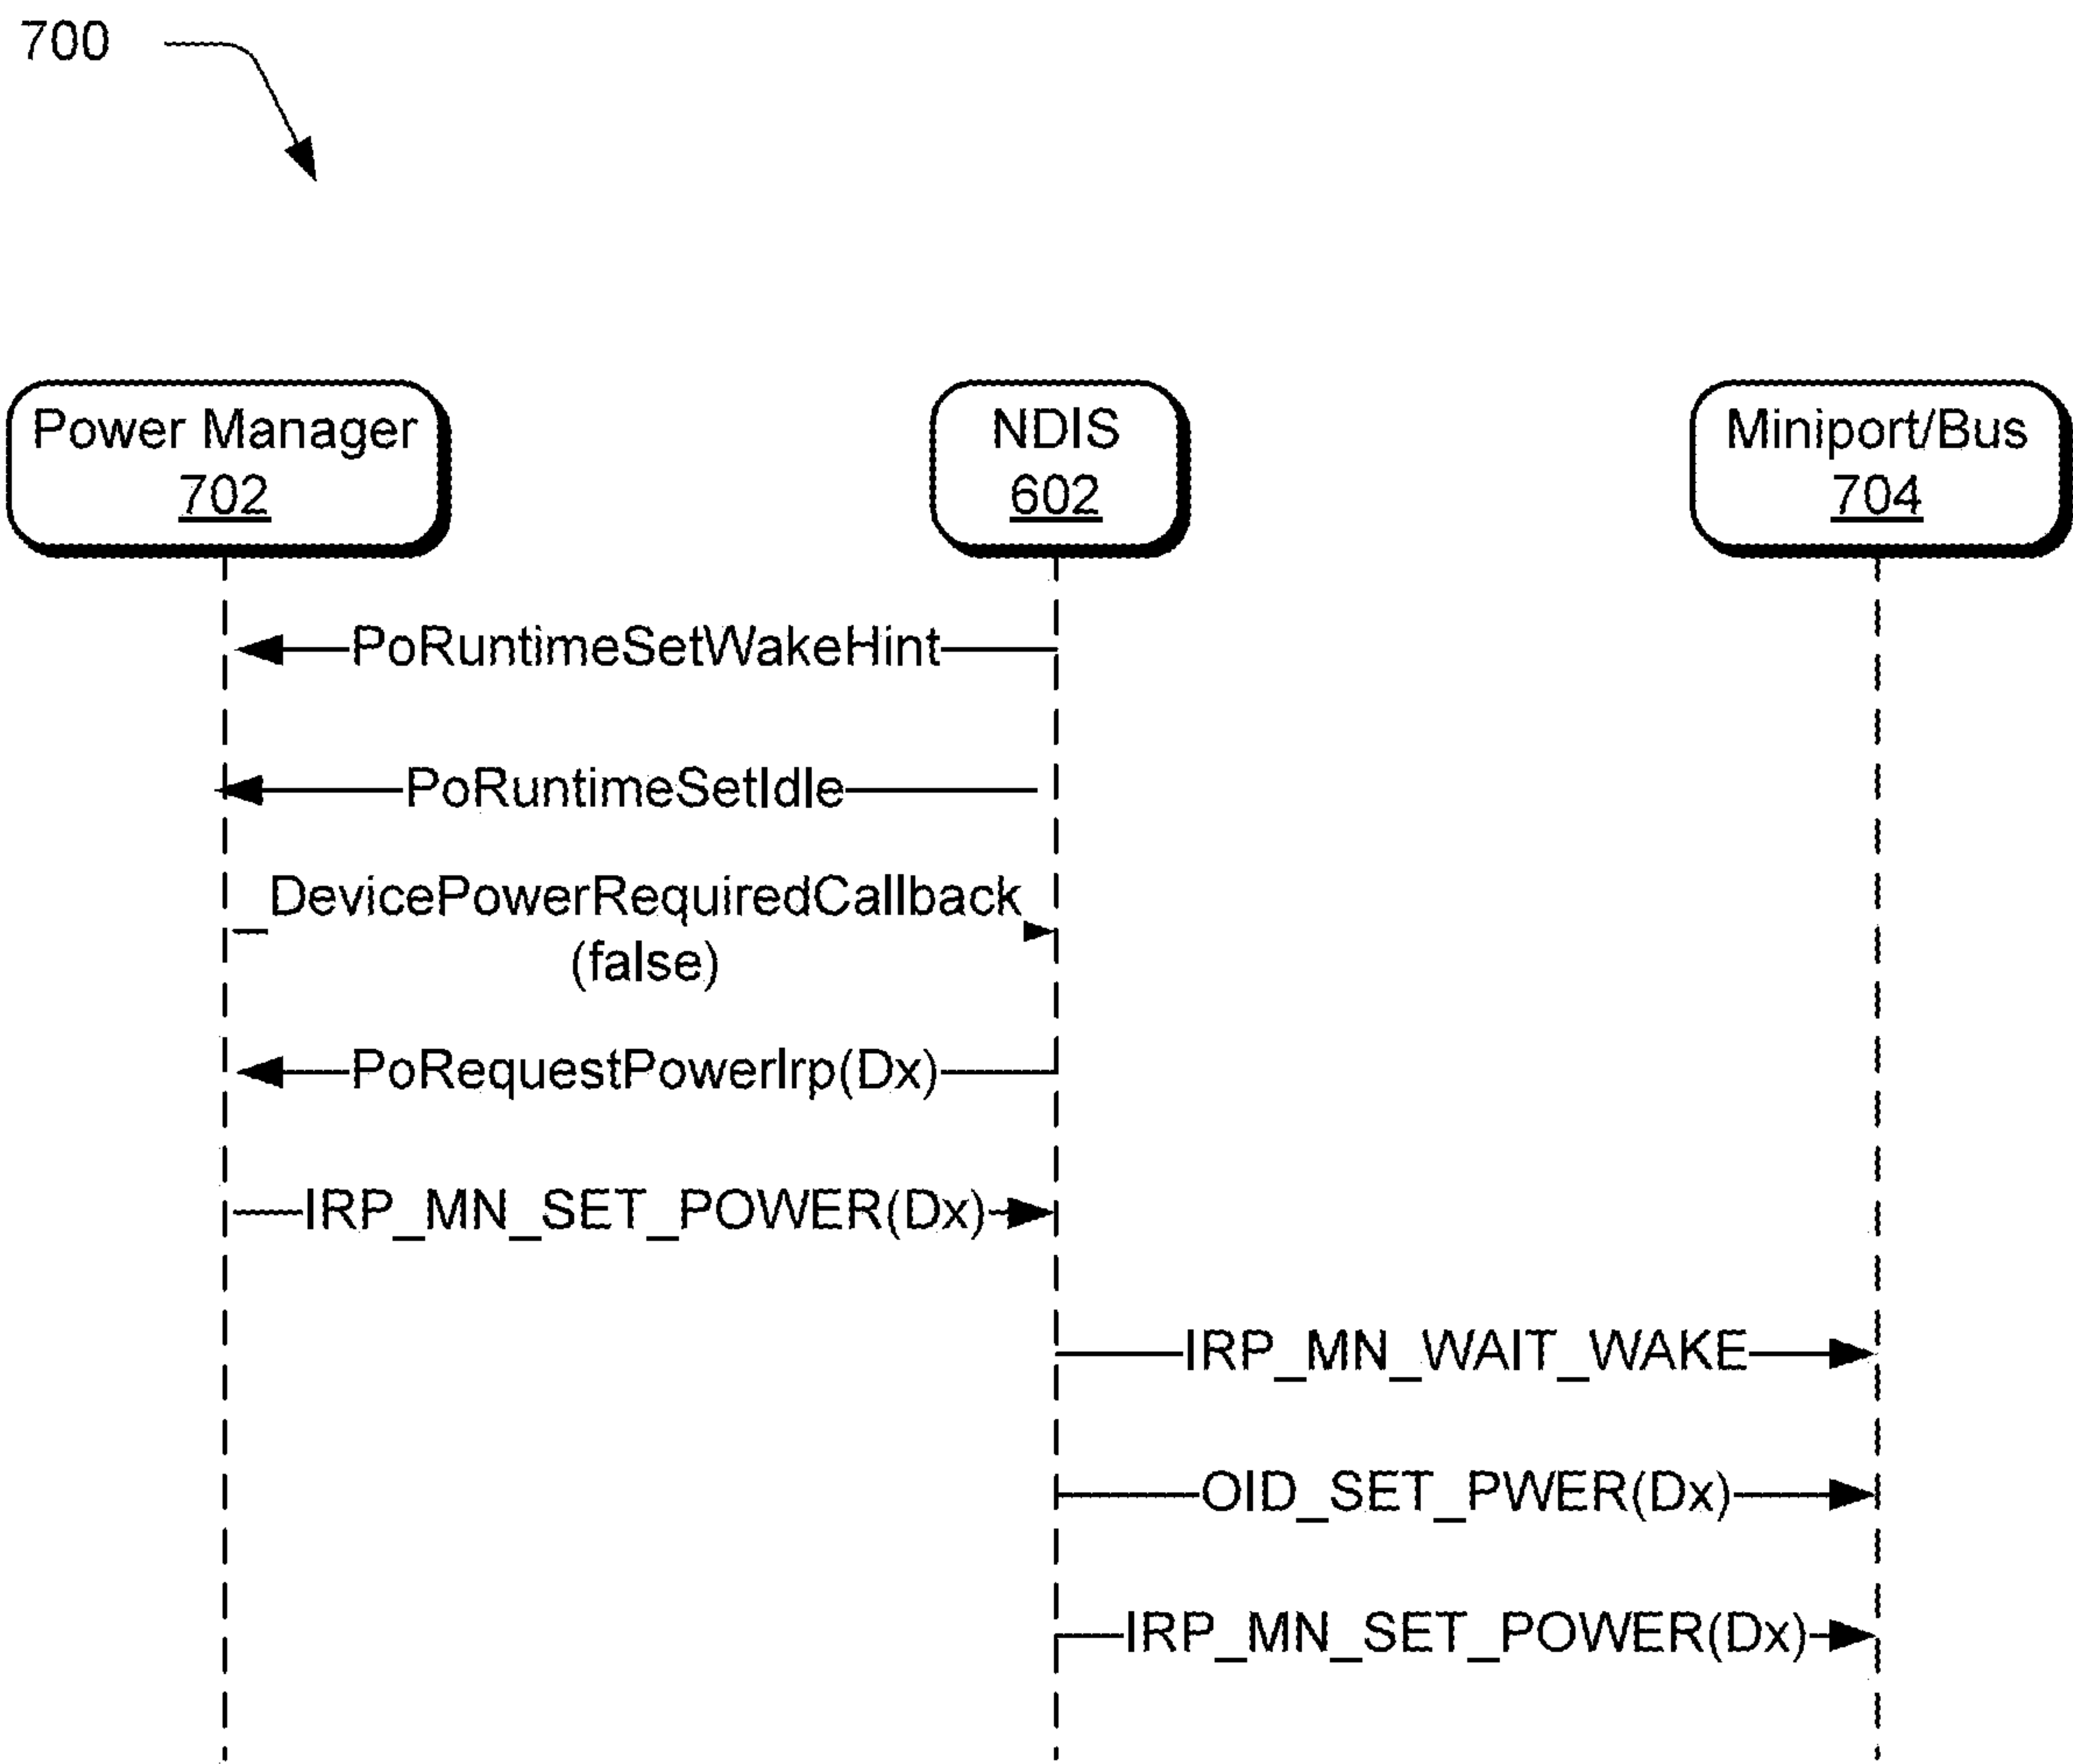 700
Power Manager
702
NDIS
602
Miniport/Bus
704
PoRuntimeSetWakeHint
PoRuntimeSetIdle
DevicePowerRequiredCallback
(false)
PoRequestPowerIrp(Dx)
IRP_MN_SET_POWER(Dx)
IRP_MN_WAIT_WAKE
OID_SET_PWER(Dx)
IRP_MN_SET_POWER(Dx)